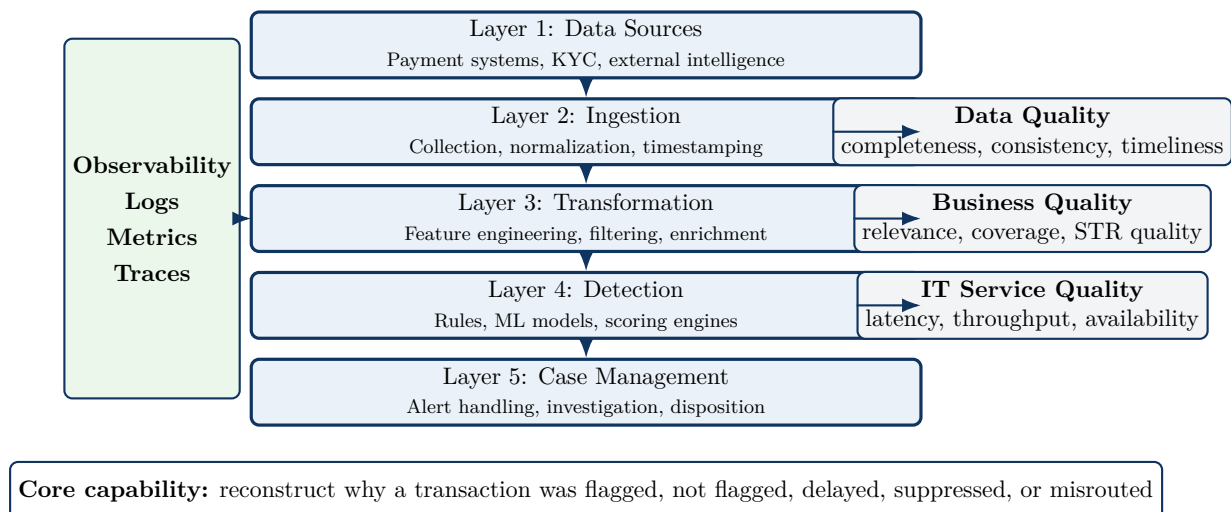 Layer 1: Data Sources
Payment systems, KYC, external intelligence
Observability
Logs
Metrics
Traces
Layer 2: Ingestion
Collection, normalization, timestamping
Data Quality
completeness, consistency, timeliness
Layer 3: Transformation
Feature engineering, filtering, enrichment
Business Quality
relevance, coverage, STR quality
Layer 4: Detection
Rules, ML models, scoring engines
IT Service Quality
latency, throughput, availability
Layer 5: Case Management
Alert handling, investigation, disposition
Core capability: reconstruct why a transaction was flagged, not flagged, delayed, suppressed, or misrouted